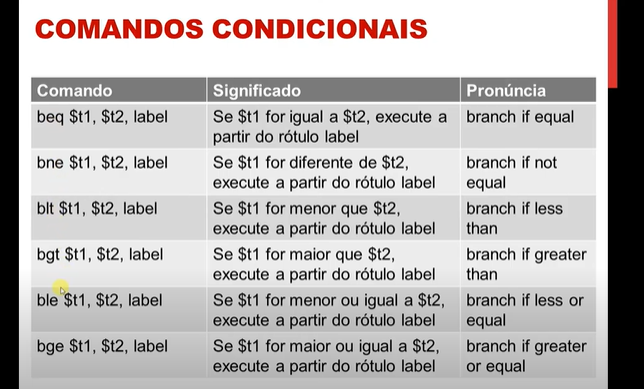 COMANDOS CONDICIONAIS
Comando Significado Pronúncia
beq $t1, $t2, label Se $t1 for igual a $t2, execute a branch if equal
partir do rótulo label
bne $t1, $t2, label Se $t1 for diferente de $t2, branch if not
execute a partir do rótulo label equal
blt $t1, $t2, label Se $t1 for menor que $t2, branch if less
execute a partir do rótulo label than
bgt $t1, $t2, label Se $t1 for maior que $t2, branch if greater
execute a partir do rótulo label than
ble $t1, $t2, label Se $t1 for menor ou igual a $t2, branch if less or
execute a partir do rótulo label equal
bge $t1, $t2, label Se $t1 for maior ou igual a $t2, branch if greater
execute a partir do rótulo label or equal